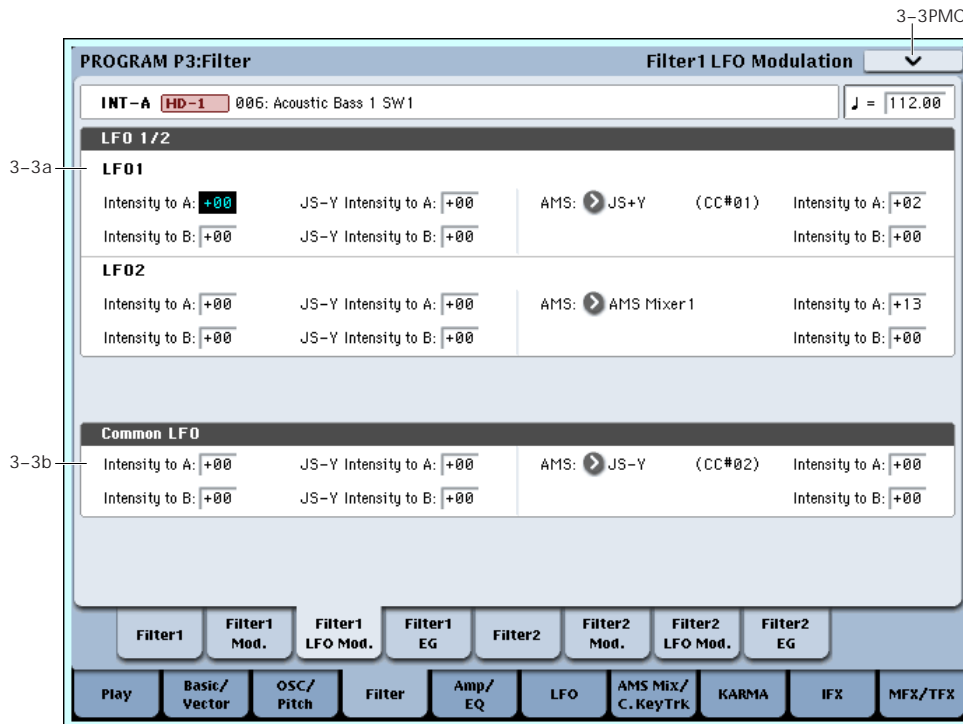 3–3PMC
PROGRAM P3:Filter Filter1 LFO Modulation
INT–A HD–1 006: Acoustic Bass 1 SW1 ♩ = 112.00
LFO 1/2
3–3a
LFO1
Intensity to A: +00 JS–Y Intensity to A: +00 AMS: JS+Y (CC#01) Intensity to A: +02
Intensity to B: +00 JS–Y Intensity to B: +00 Intensity to B: +00
LFO2
Intensity to A: +00 JS–Y Intensity to A: +00 AMS: AMS Mixer1 Intensity to A: +13
Intensity to B: +00 JS–Y Intensity to B: +00 Intensity to B: +00
Common LFO
3–3b
Intensity to A: +00 JS–Y Intensity to A: +00 AMS: JS–Y (CC#02) Intensity to A: +00
Intensity to B: +00 JS–Y Intensity to B: +00 Intensity to B: +00
Filter1
Filter1
Mod.
Filter1
LFO Mod.
Filter1
EG
Filter2
Filter2
Mod.
Filter2
LFO Mod.
Filter2
EG
Play
Basic/
Vector
OSC/
Pitch
Filter
Amp/
EQ
LFO
AMS Mix/
C.KeyTrk
KARMA
IFX
MFX/TFX